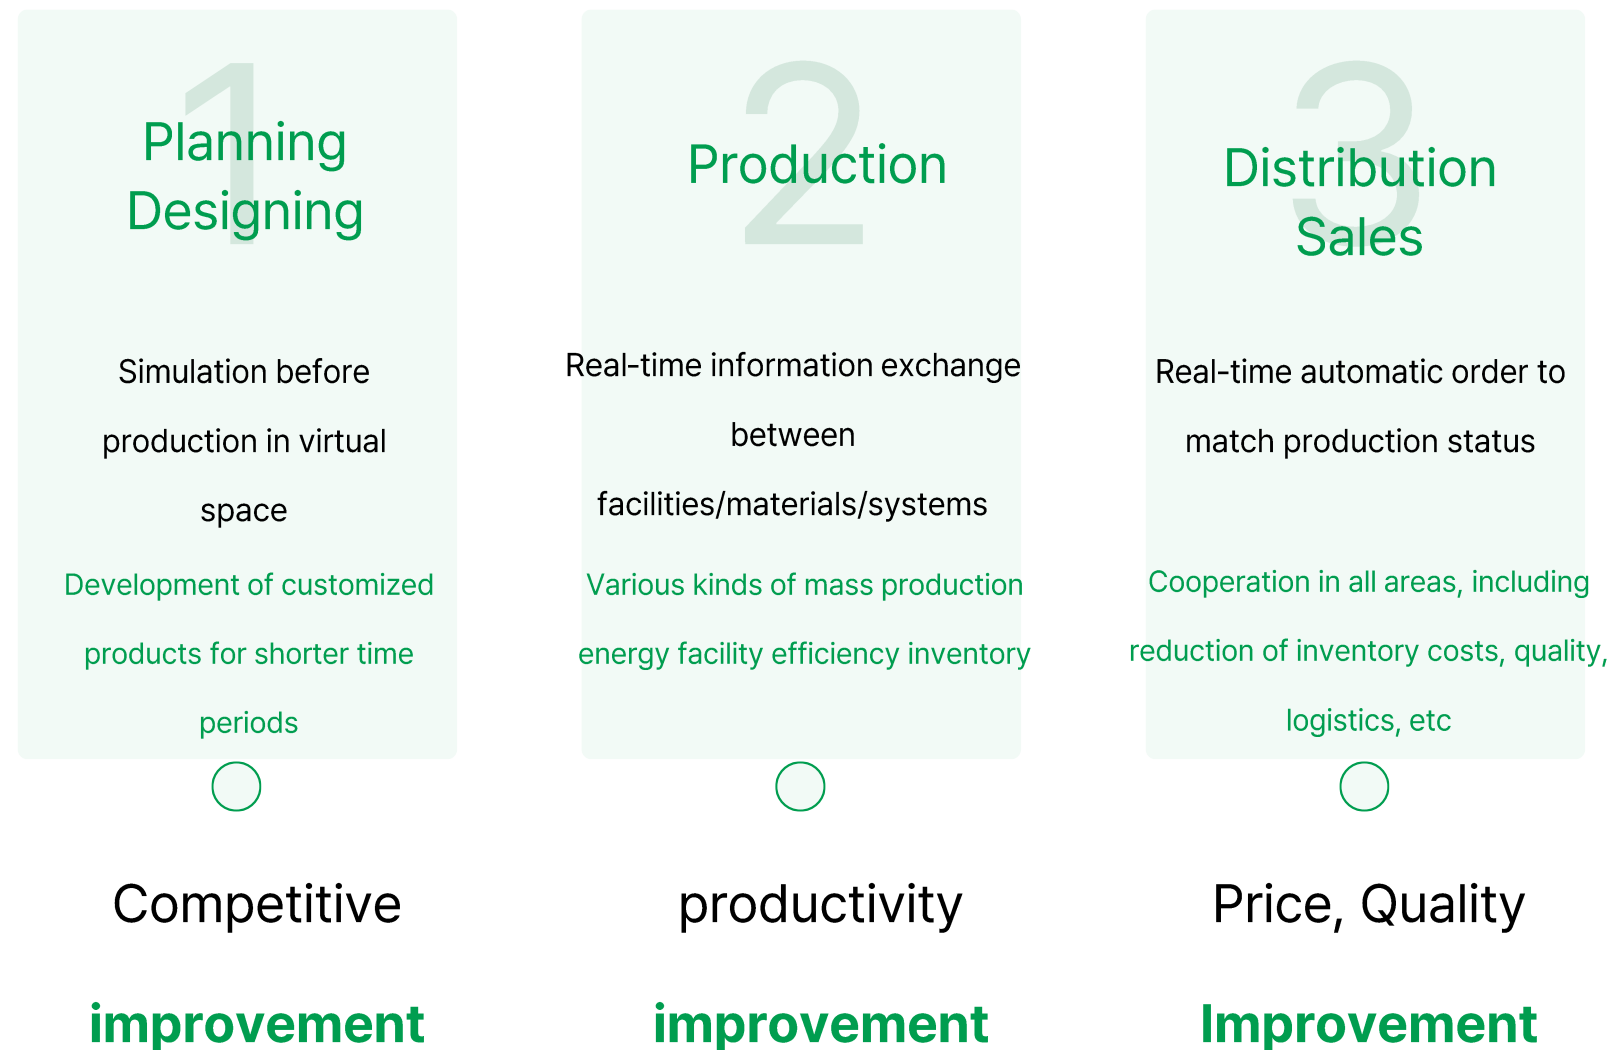 1
Planning
Designing
Simulation before
production in virtual
space
Development of customized
products for shorter time
periods
Competitive
improvement
2
Production
Real-time information exchange
between
facilities/materials/systems
Various kinds of mass production
energy facility efficiency inventory
productivity
improvement
3
Distribution
Sales
Real-time automatic order to
match production status
Cooperation in all areas, including
reduction of inventory costs, quality,
logistics, etc
Price, Quality
Improvement